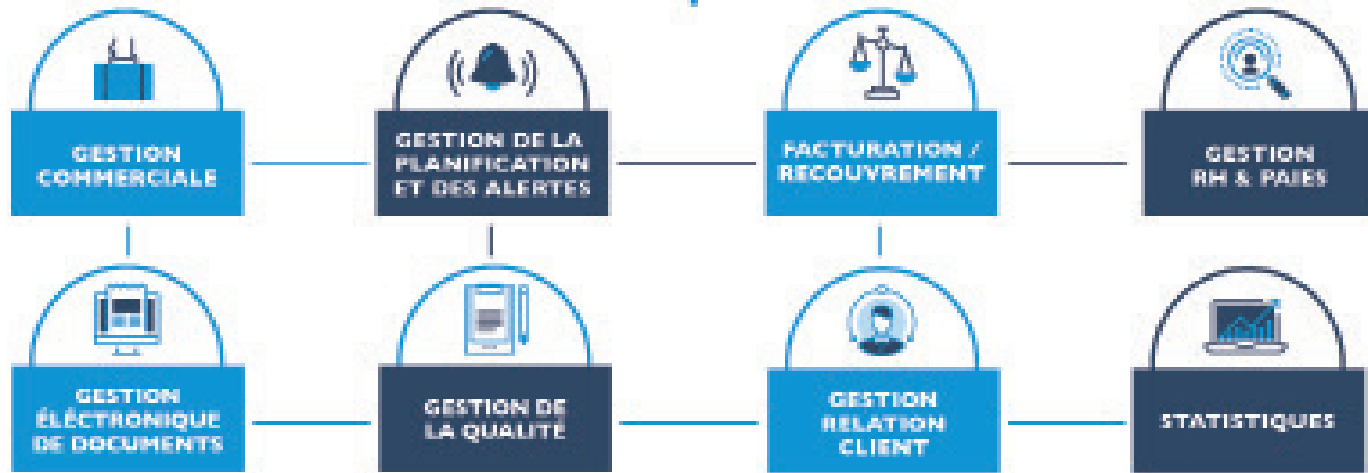 GESTION
COMMERCIALE
GESTION DE LA
PLANIFICATION
ET DES ALERTES
FACTURATION /
RECOUVREMENT
GESTION
RH & PAIES
GESTION
ÉLÉCTRONIQUE
DE DOCUMENTS
GESTION DE
LA QUALITÉ
GESTION
RELATION
CLIENT
STATISTIQUES